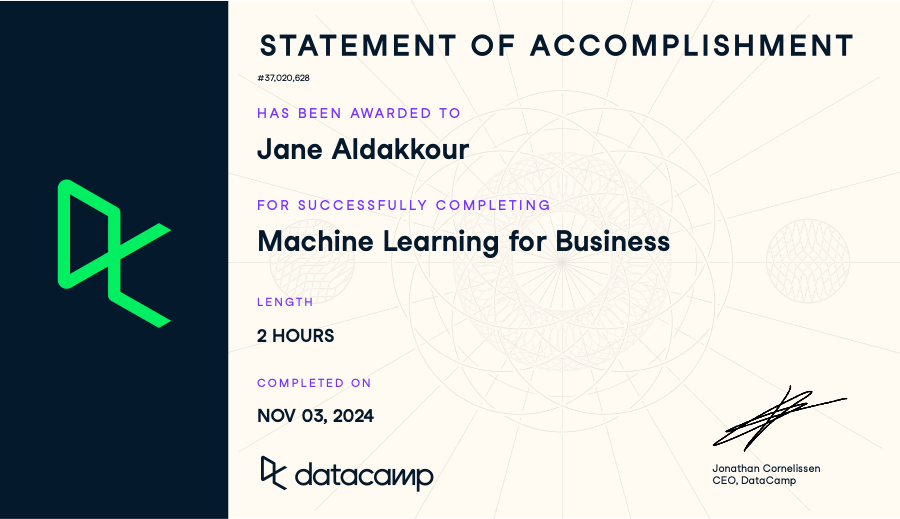 STATEMENT OF ACCOMPLISHMENT
#37,020,628
HAS BEEN AWARDED TO
Jane Aldakkour
FOR SUCCESSFULLY COMPLETING
Machine Learning for Business
LENGTH
2 HOURS
COMPLETED ON
NOV 03, 2024
datacamp
Jonathan Cornelissen
CEO, DataCamp